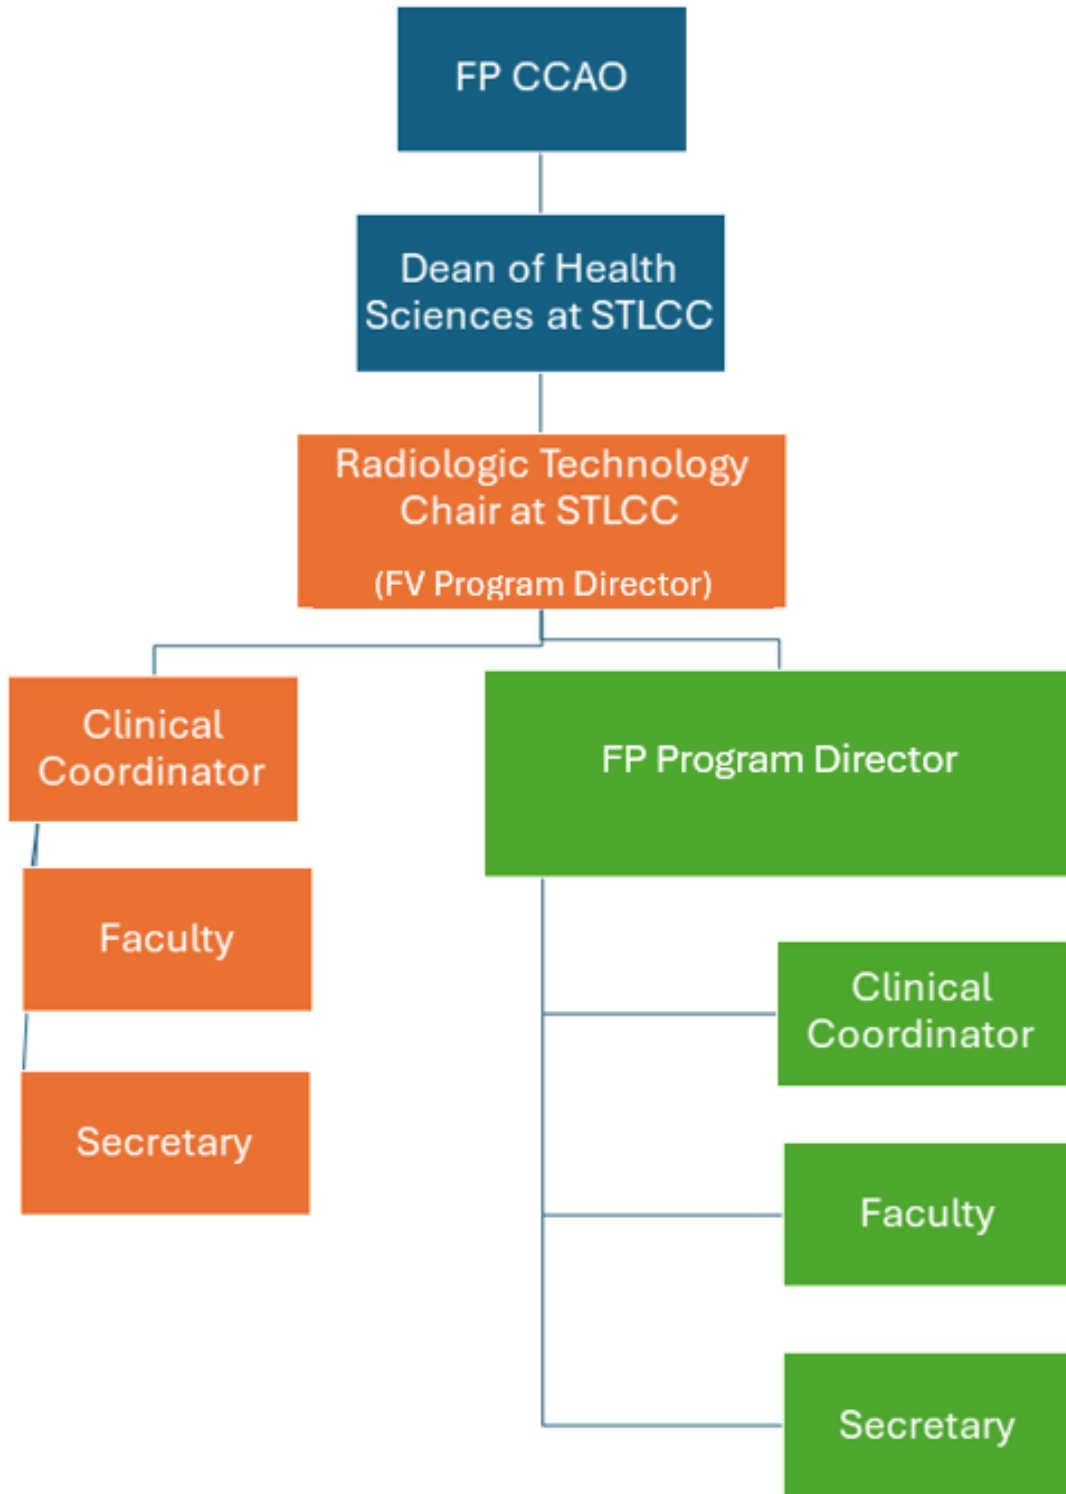 FP CCAO
Dean of Health
Sciences at STLCC
Radiologic Technology
Chair at STLCC
(FV Program Director)
Clinical
Coordinator
Faculty
Secretary
FP Program Director
Clinical
Coordinator
Faculty
Secretary